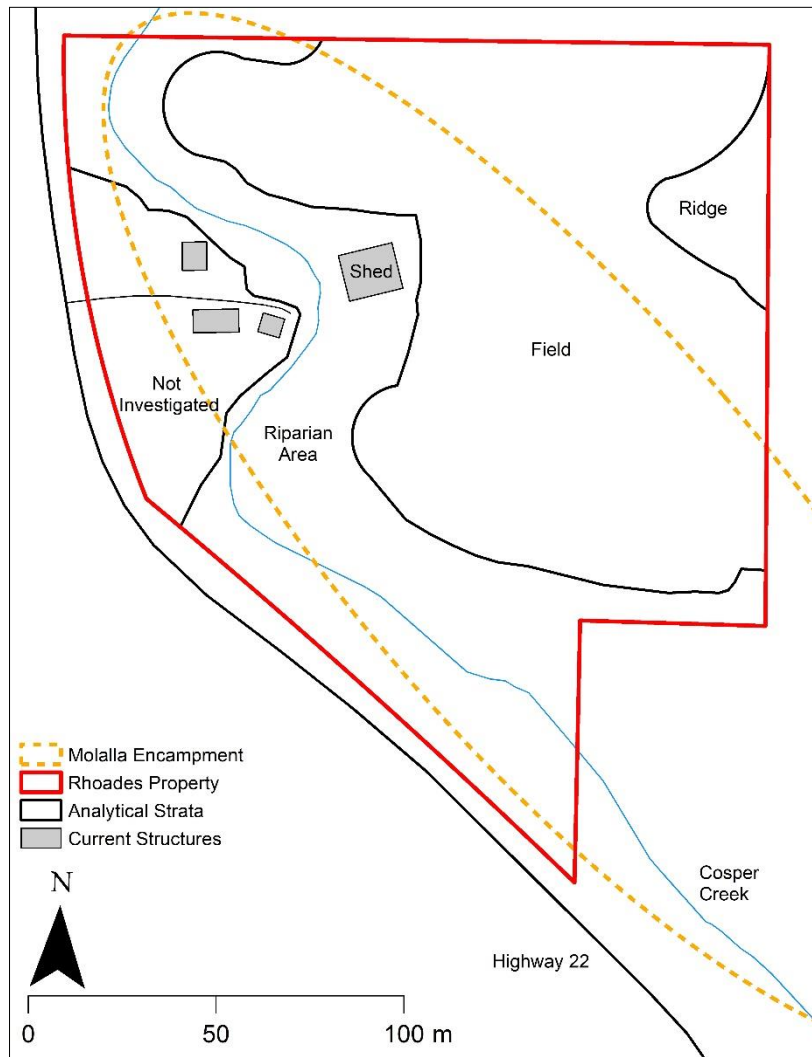 Ridge
Shed
Field
Not
Investigated
Riparian
Area
Molalla Encampment
Rhoades Property
Analytical Strata
Current Structures
Cosper
Creek
N
Highway 22
0 50 100 m